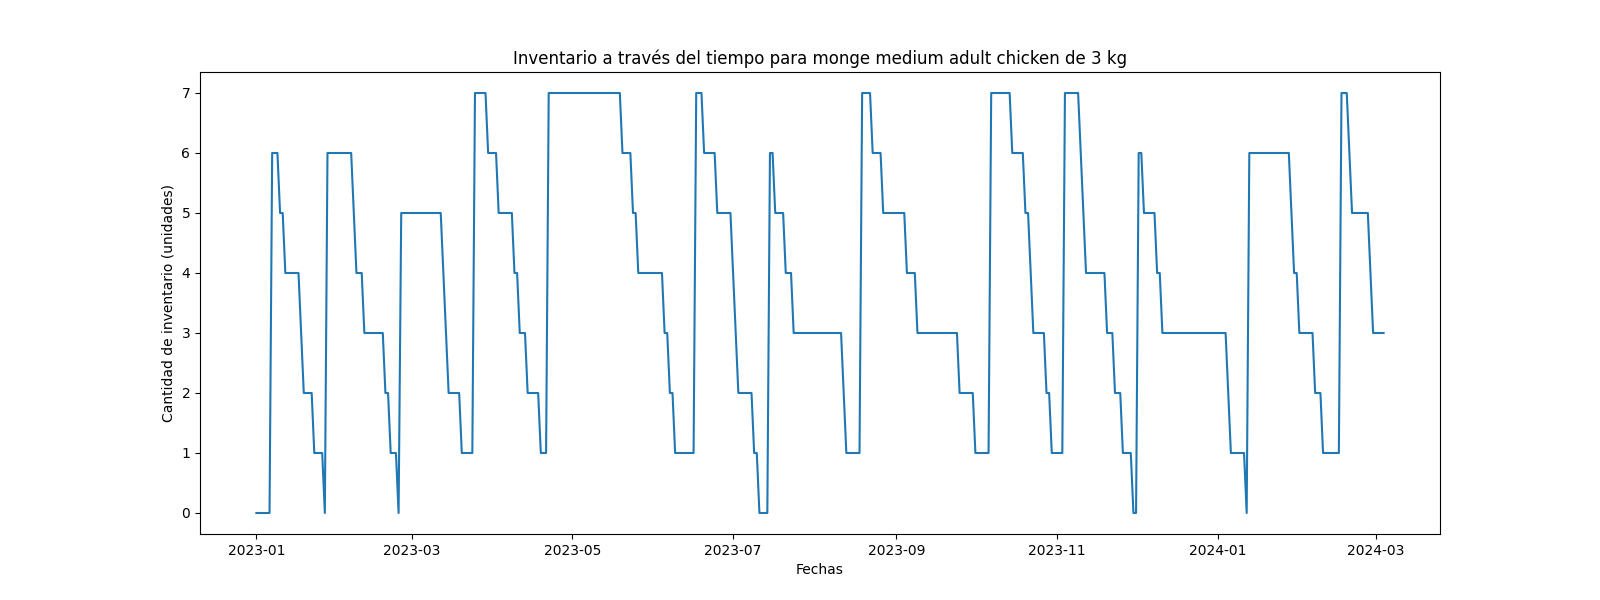 Inventario a través del tiempo para monge medium adult chicken de 3 kg
Cantidad de inventario (unidades)
7
6
5
4
3
2
1
0
2023-01 2023-03 2023-05 2023-07 2023-09 2023-11 2024-01 2024-03
Fechas